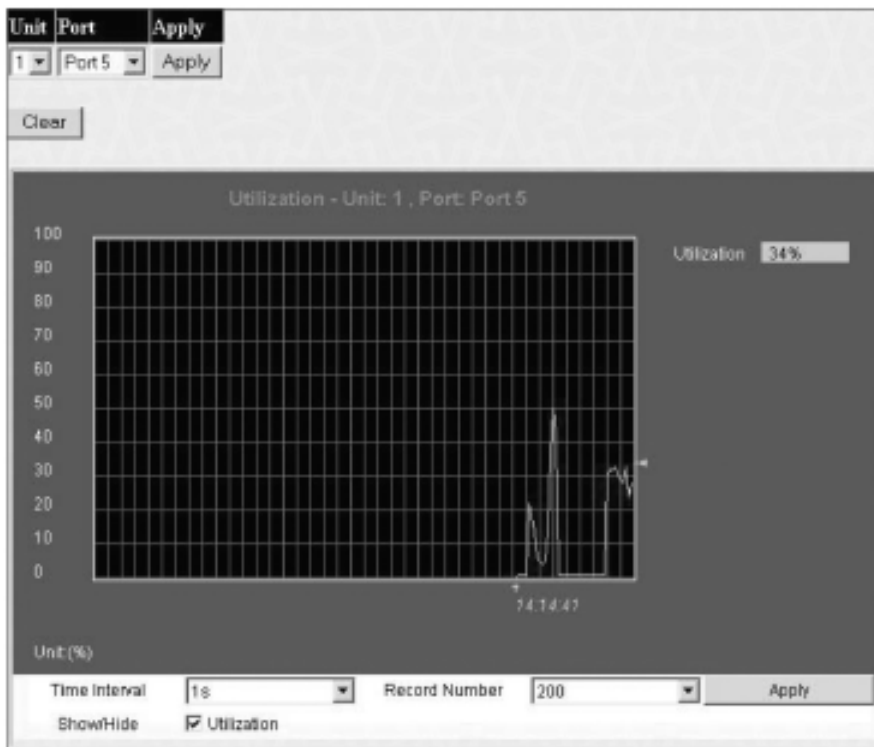 Unit Port Apply
1 Port 5 Apply
Clear
Utilization - Unit: 1 , Port: Port 5
100
Utilization 34%
90
80
70
60
50
40
30
20
10
0
14:14:41
Unit:(%)
Time Interval 1s Record Number 200 Apply
Show/Hide Utilization